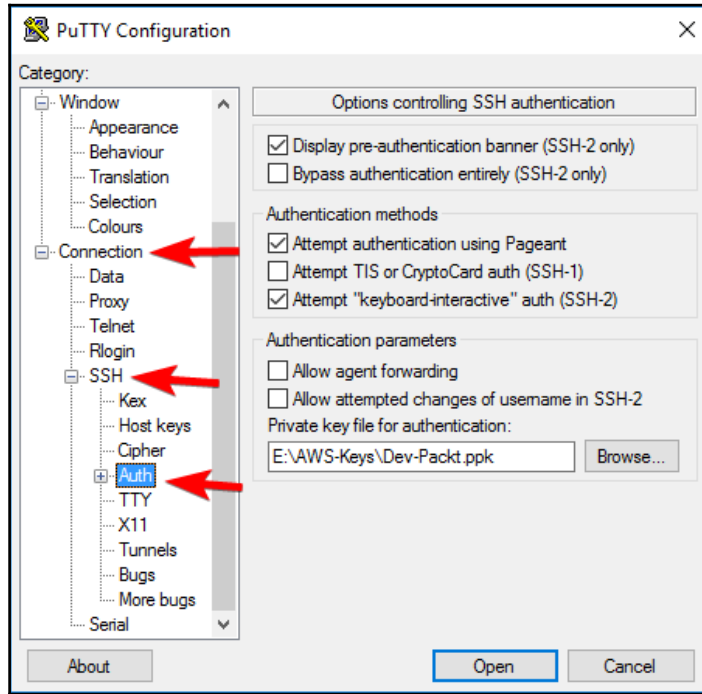 PuTTY Configuration
Category:
Window
Appearance
Behaviour
Translation
Selection
Colours
Connection
Data
Proxy
Telnet
Rlogin
SSH
Kex
Host keys
Cipher
Auth
TTY
X11
Tunnels
Bugs
More bugs
Serial
Options controlling SSH authentication
Display pre-authentication banner (SSH-2 only)
Bypass authentication entirely (SSH-2 only)
Authentication methods
Attempt authentication using Pageant
Attempt TIS or CryptoCard auth (SSH-1)
Attempt "keyboard-interactive" auth (SSH-2)
Authentication parameters
Allow agent forwarding
Allow attempted changes of username in SSH-2
Private key file for authentication:
E:\AWS-Keys\Dev-Packt.ppk
Browse...
About
Open
Cancel